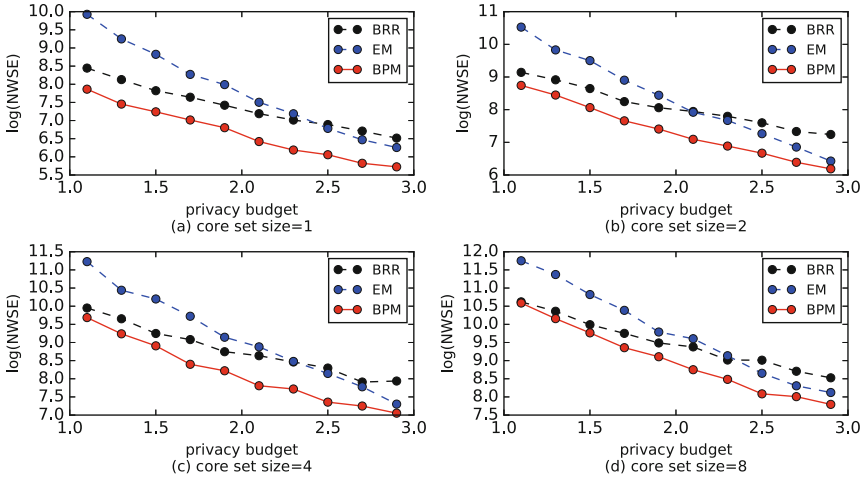 10.0
9.5
9.0
8.5
8.0
7.5
7.0
6.5
6.0
5.5
log(NWSE)
1.0 1.5 2.0 2.5 3.0
privacy budget
(a) core set size=1
BRR
EM
BPM
11
10
9
8
7
6
log(NWSE)
1.0 1.5 2.0 2.5 3.0
privacy budget
(b) core set size=2
BRR
EM
BPM
11.5
11.0
10.5
10.0
9.5
9.0
8.5
8.0
7.5
7.0
log(NWSE)
1.0 1.5 2.0 2.5 3.0
privacy budget
(c) core set size=4
BRR
EM
BPM
12.0
11.5
11.0
10.5
10.0
9.5
9.0
8.5
8.0
7.5
log(NWSE)
1.0 1.5 2.0 2.5 3.0
privacy budget
(d) core set size=8
BRR
EM
BPM